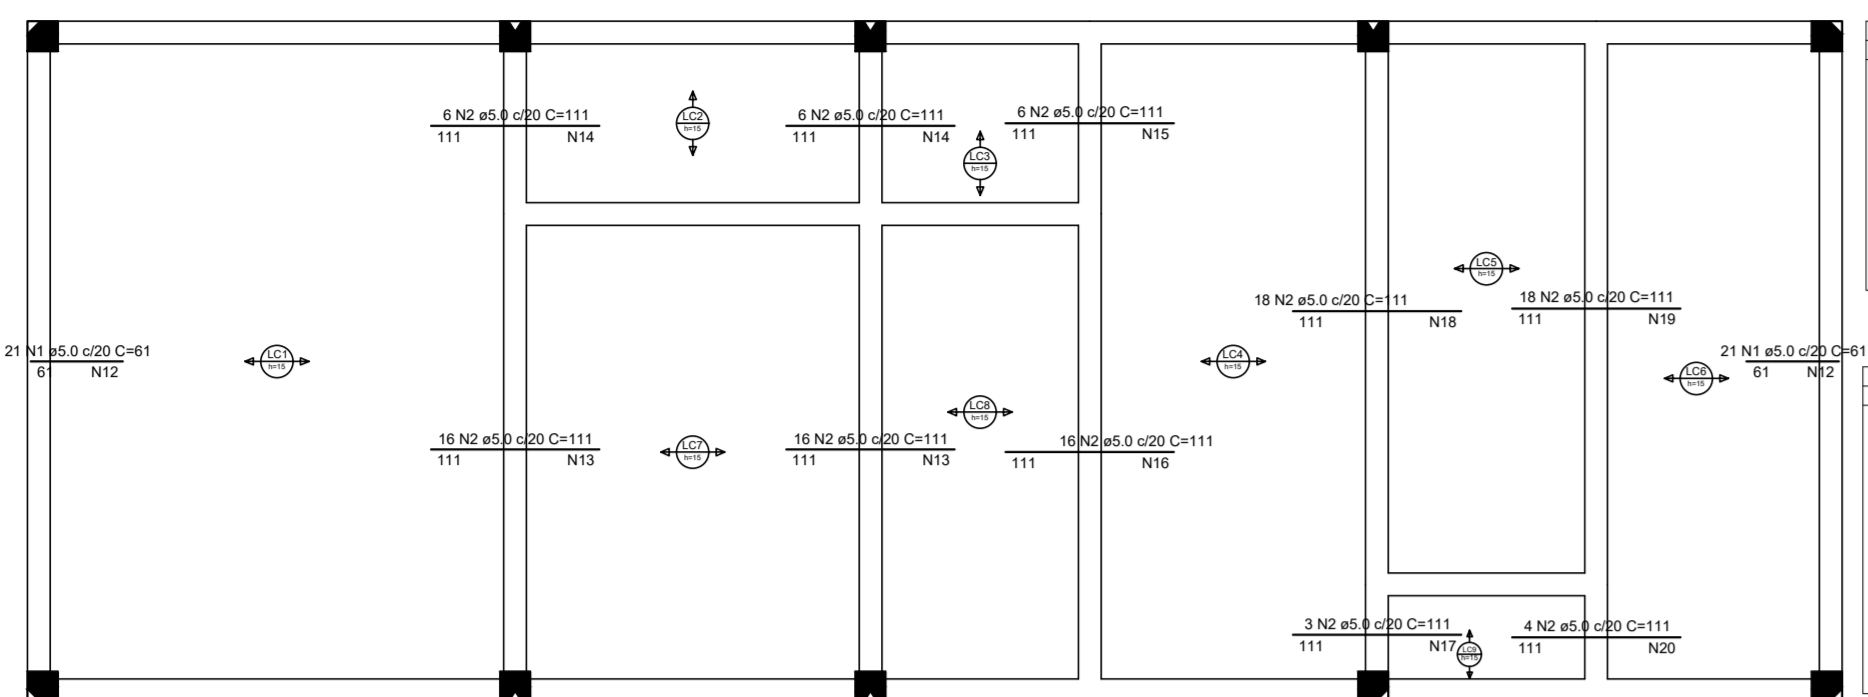 6 N2 ø5.0 c/20 C=111
111 N14
LC2
h=15
6 N2 ø5.0 c/20 C=111
111 N14
6 N2 ø5.0 c/20 C=111
111 N15
LC3
h=15
LC5
h=15
18 N2 ø5.0 c/20 C=111
111 N18
18 N2 ø5.0 c/20 C=111
111 N19
21 N1 ø5.0 c/20 C=61
61 N12
LC1
h=15
LC4
h=15
21 N1 ø5.0 c/20 C=61
61 N12
LC6
h=15
LC8
h=15
16 N2 ø5.0 c/20 C=111
111 N13
LC7
h=15
16 N2 ø5.0 c/20 C=111
111 N13
16 N2 ø5.0 c/20 C=111
111 N16
3 N2 ø5.0 c/20 C=111
111 N17
LC9
h=15
4 N2 ø5.0 c/20 C=111
111 N20